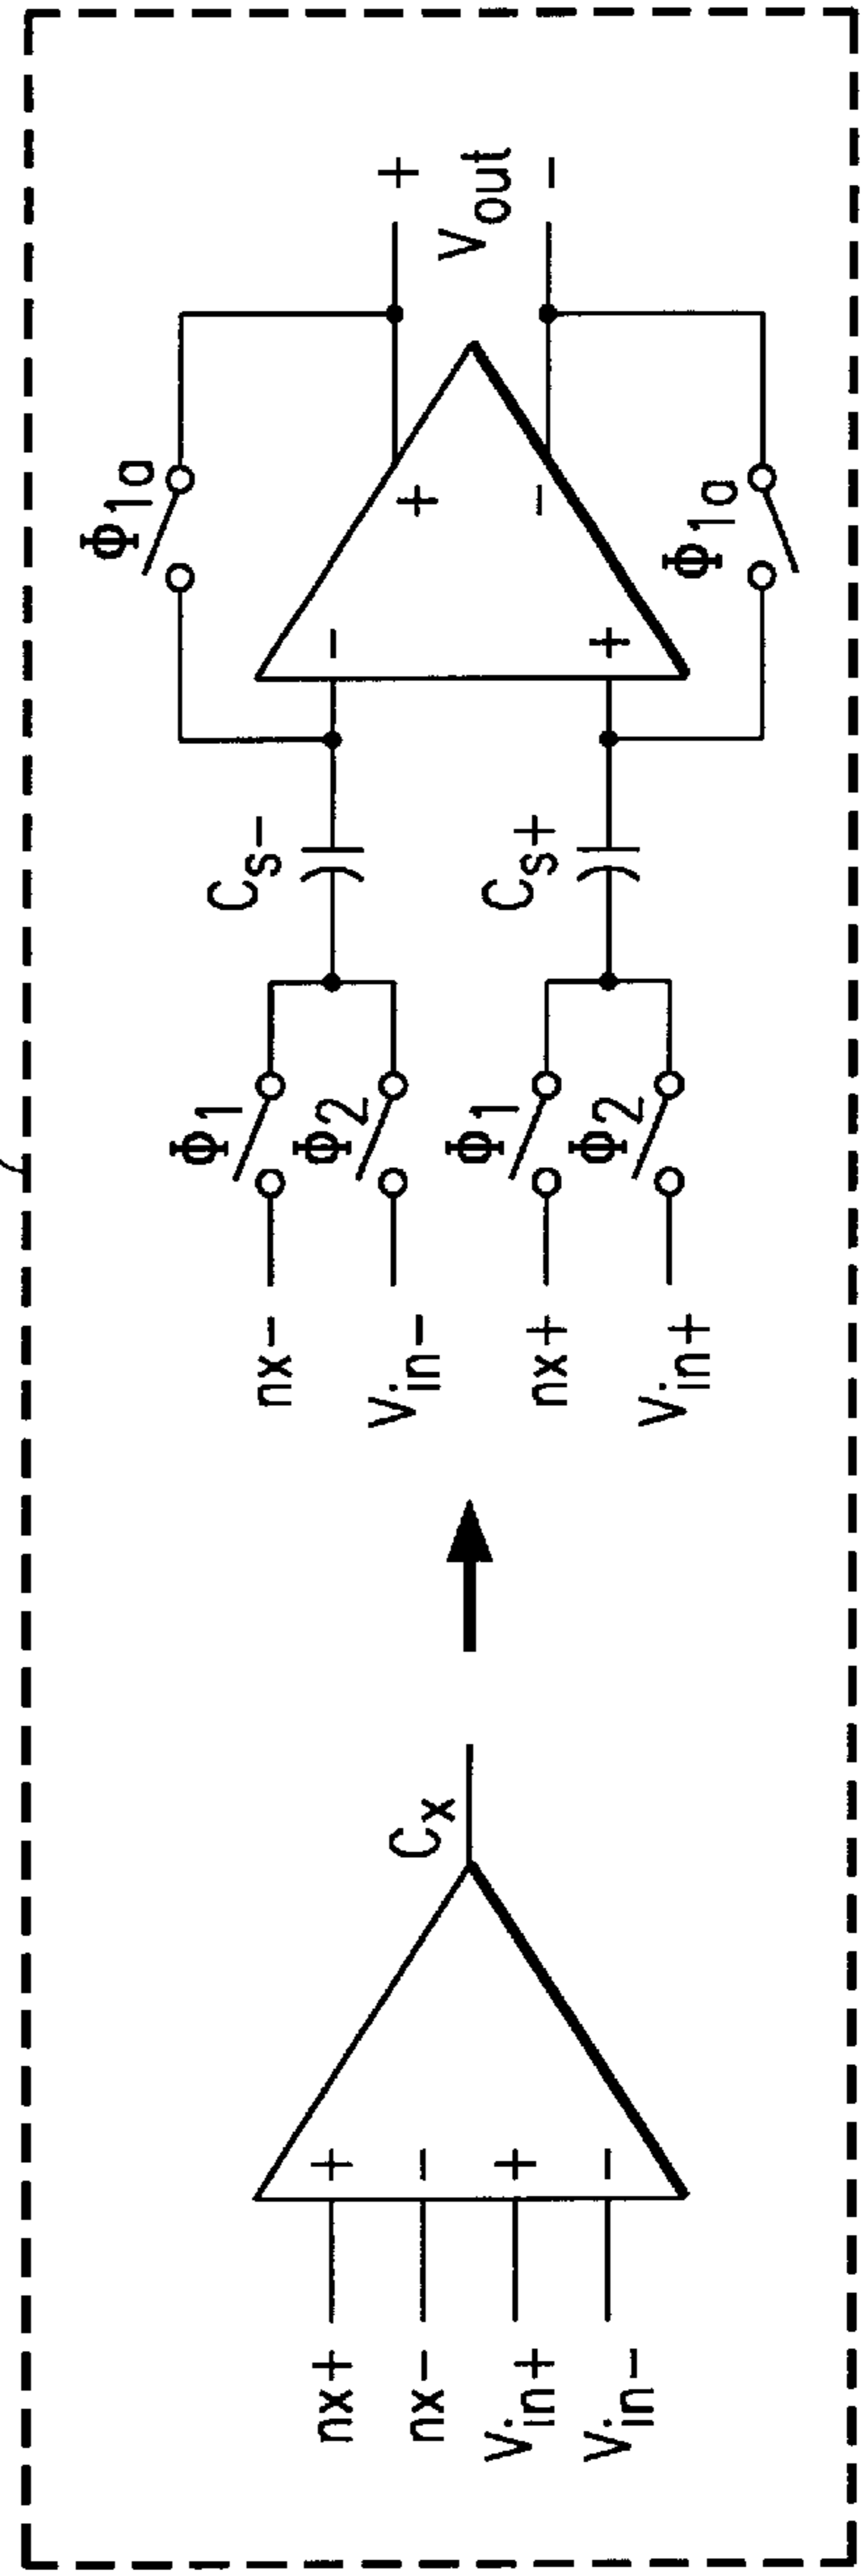 nx+
nx−
Vin+
Vin−
+
−
+
−
Cx
nx−
Φ1
Vin−
Φ2
nx+
Φ1
Vin+
Φ2
Cs−
Cs+
Φ1a
−
+
+
−
Φ1a
+
Vout
−